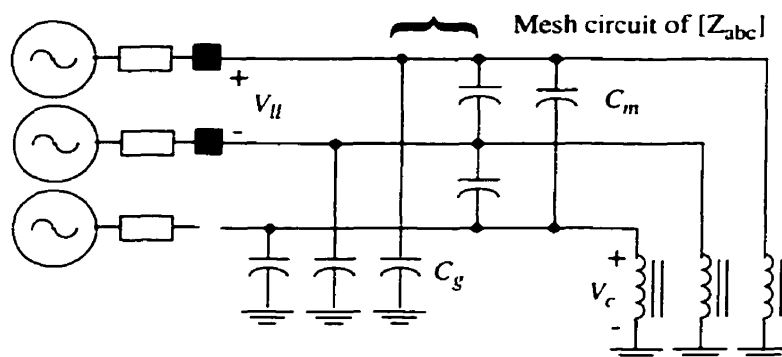 Mesh circuit of [Z_abc]
+
V_ll
-
C_m
C_g
+
V_c
-